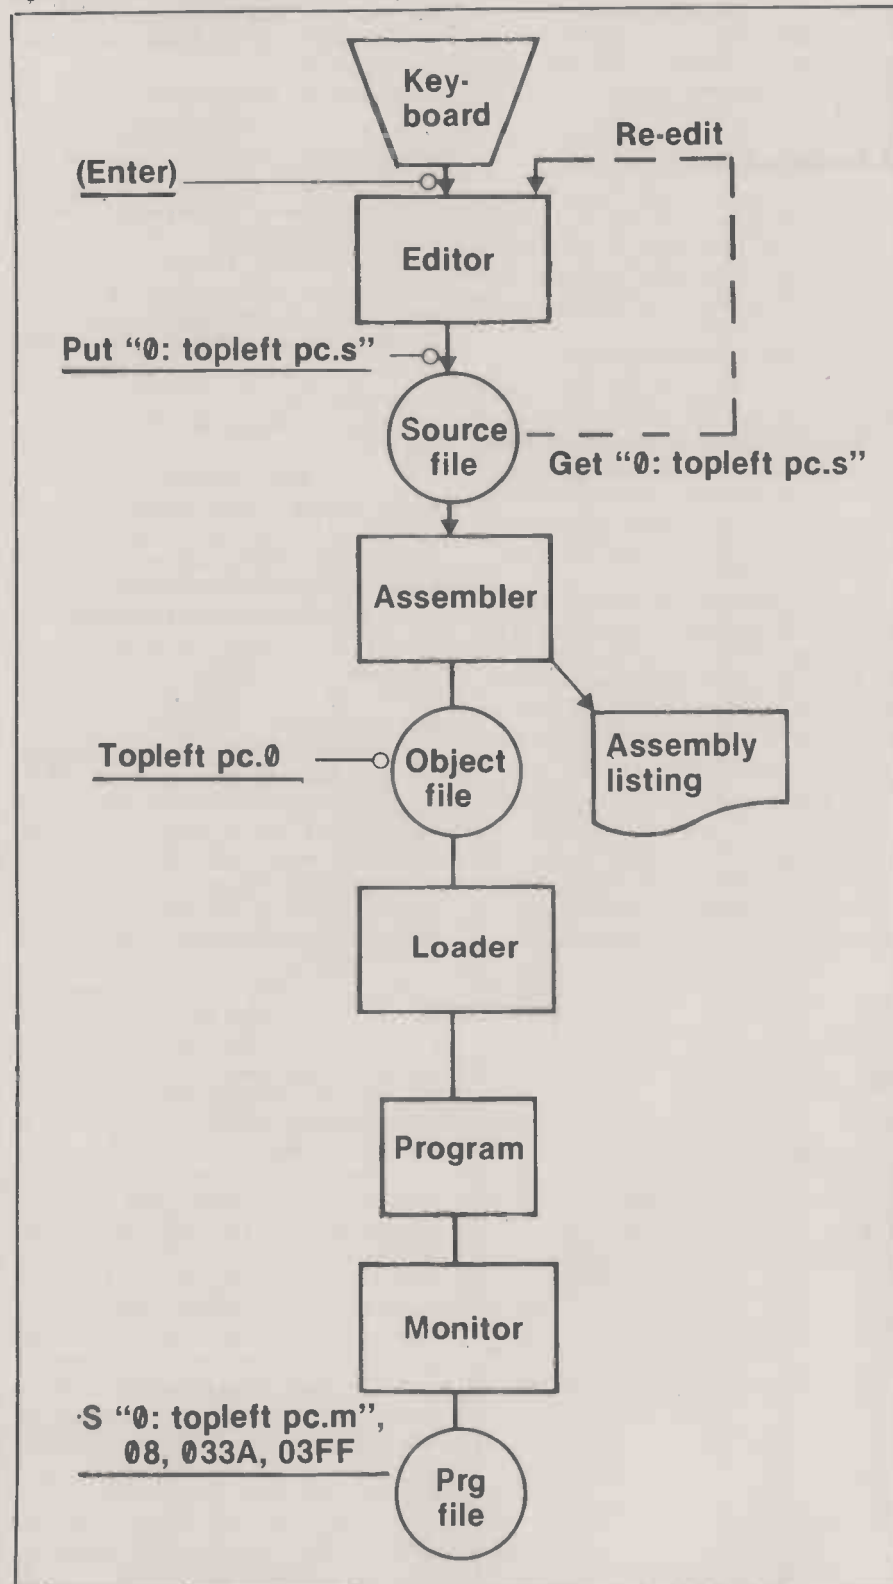 Key-
board
Re-edit
(Enter)
Editor
Put “0: topleft pc.s”
Source
file
Get “0: topleft pc.s”
Assembler
Topleft pc.0
Object
file
Assembly
listing
Loader
Program
Monitor
·S “0: topleft pc.m”,
08, 033A, 03FF
Prg
file